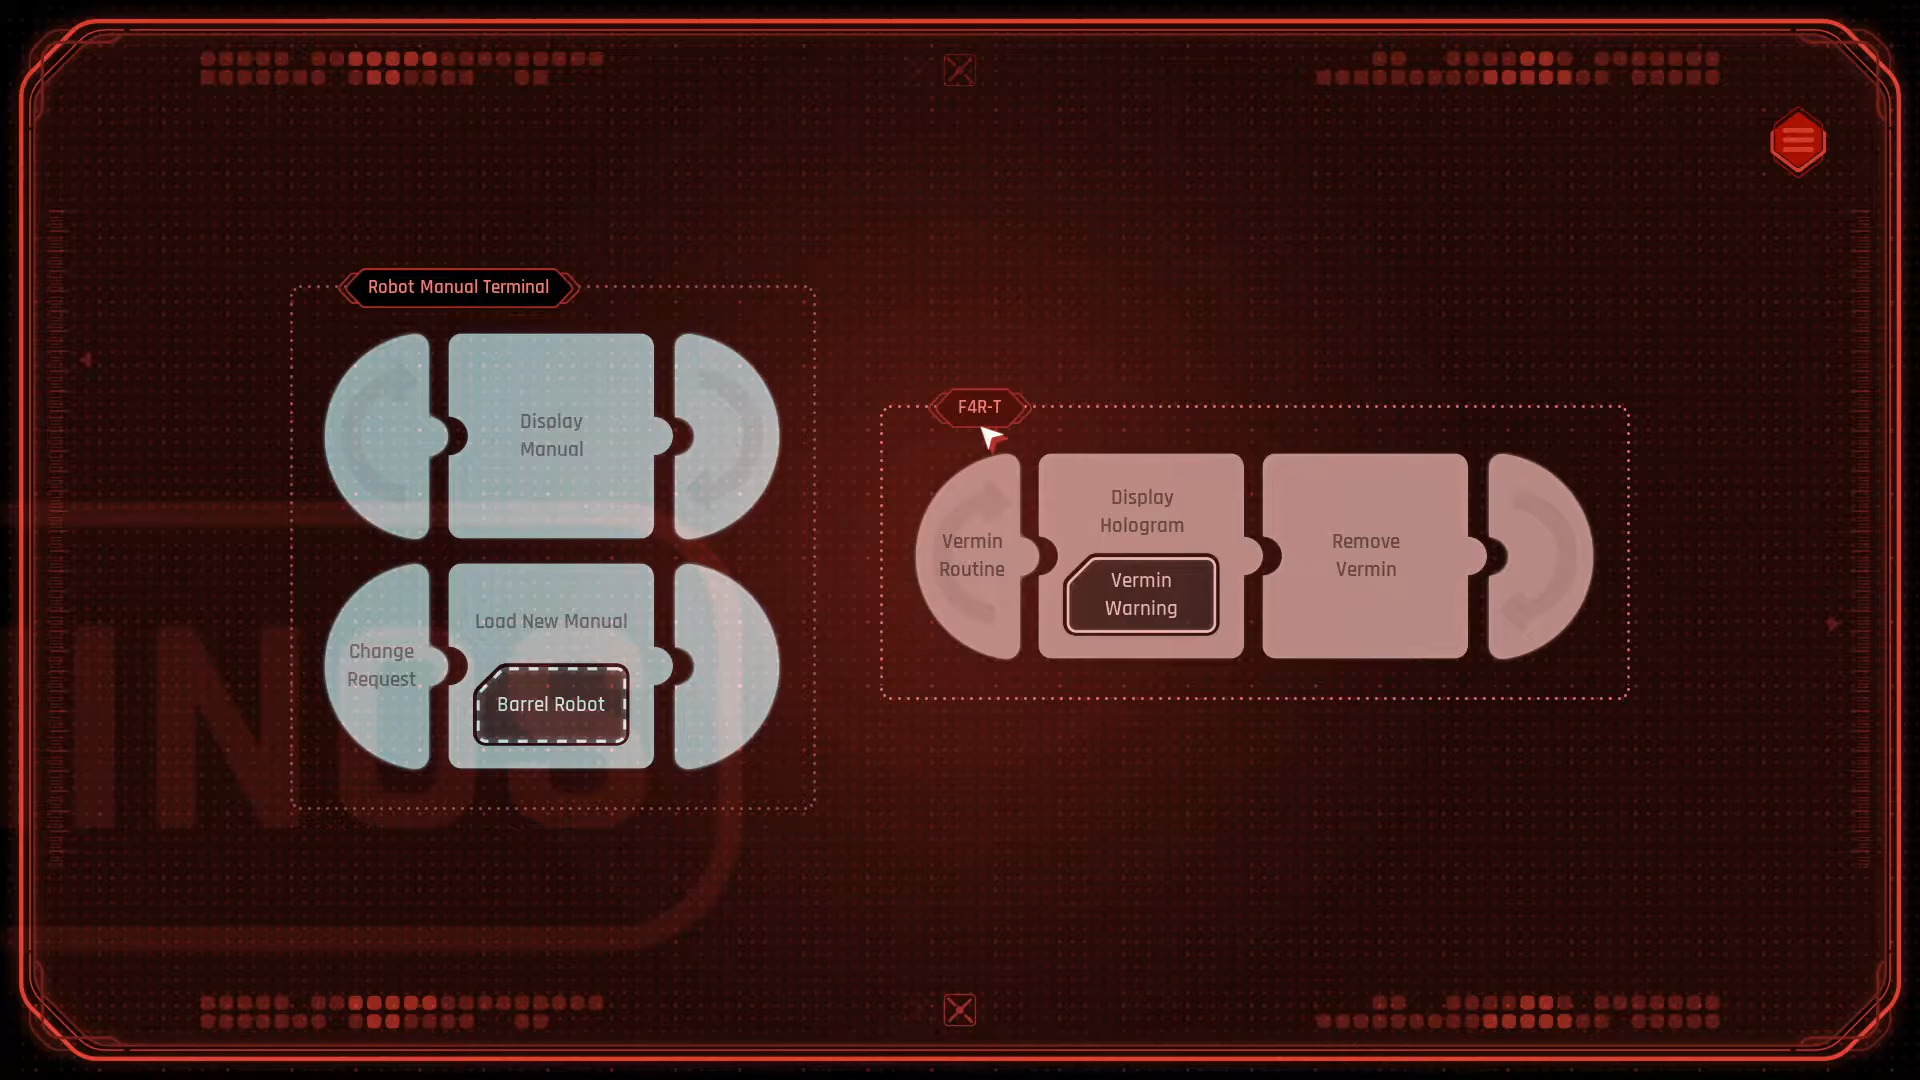 Robot Manual Terminal
Display
Manual
Change
Request
Load New Manual
Barrel Robot
F4R-T
Vermin
Routine
Display
Hologram
Vermin
Warning
Remove
Vermin